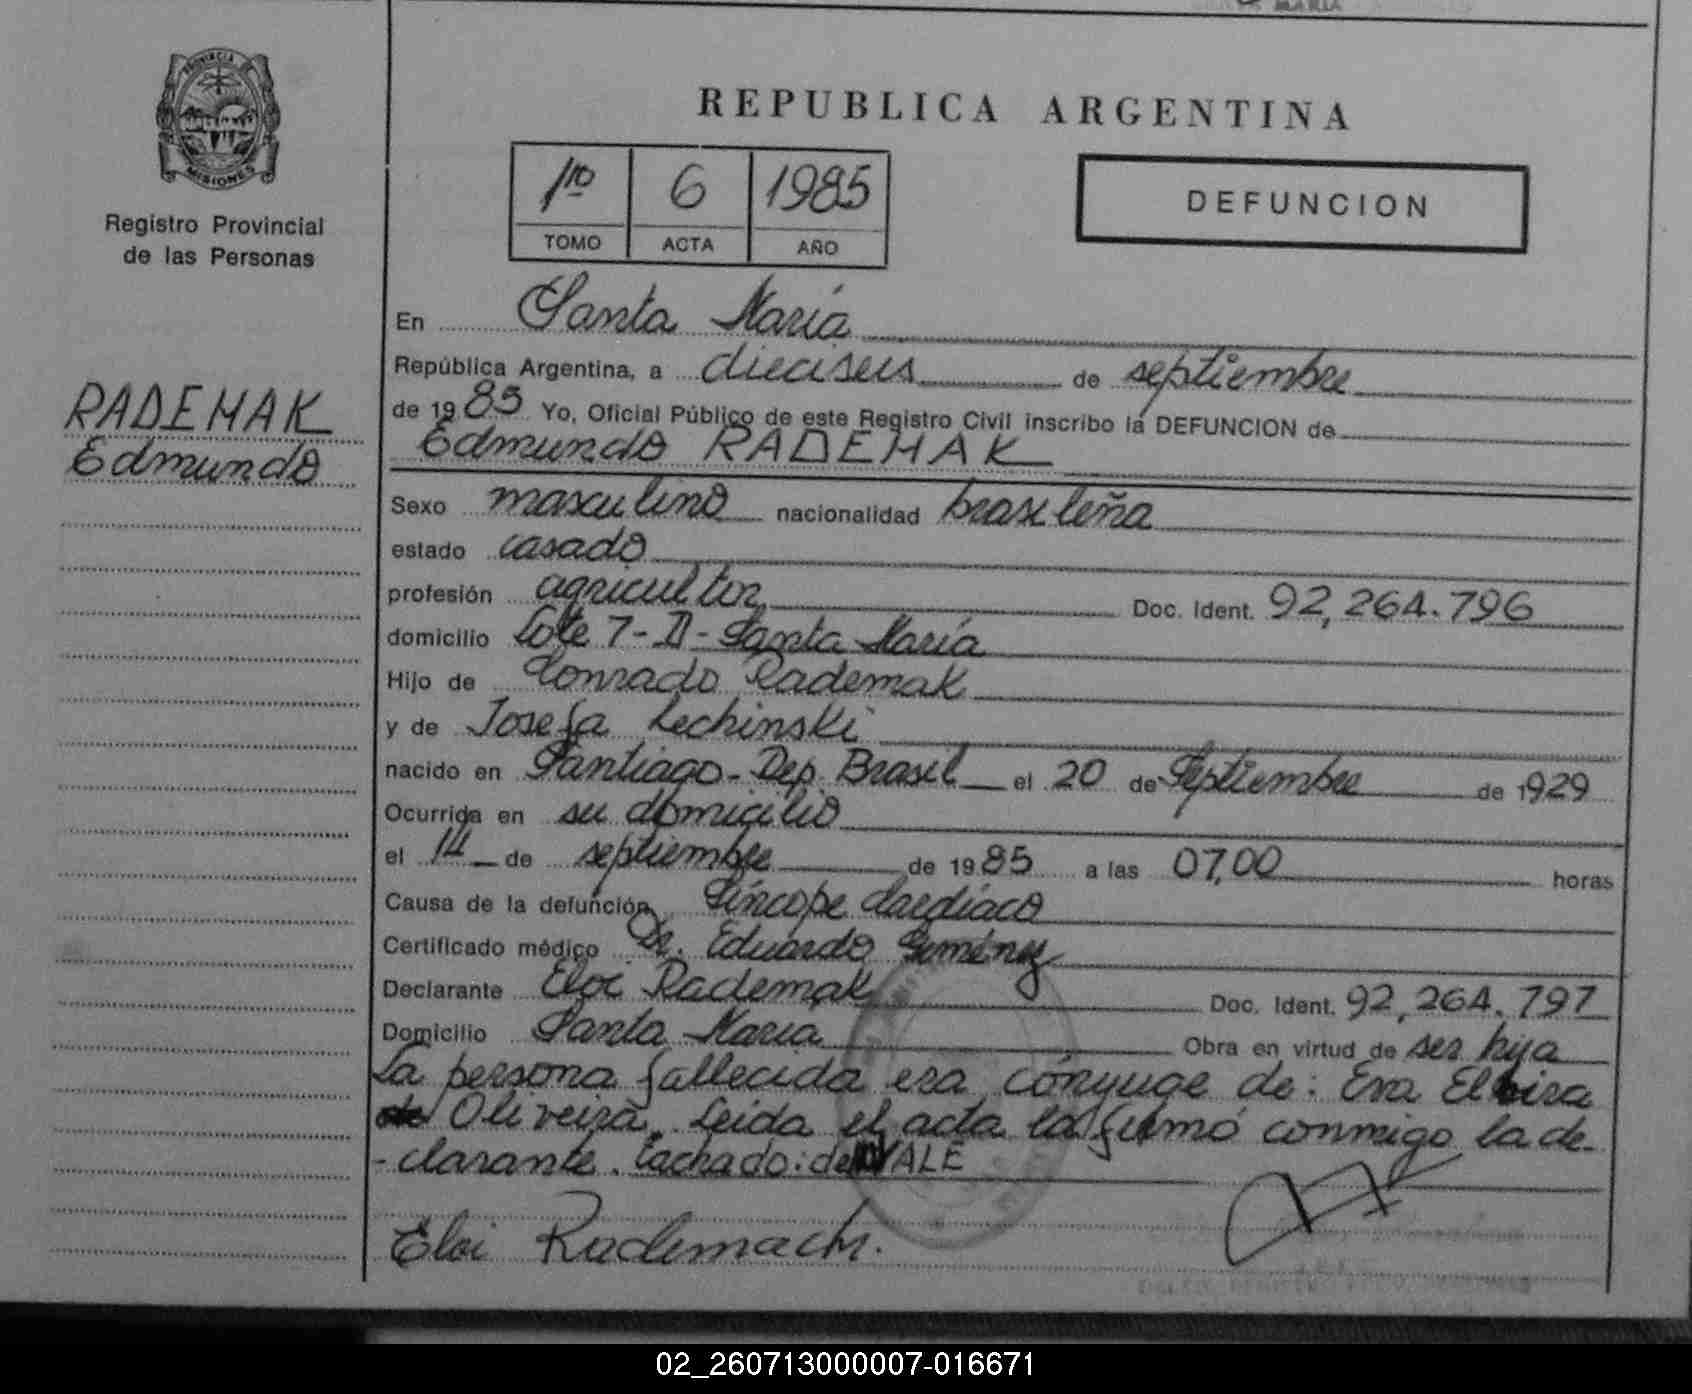 MARIA
PROVINCIA DE
MISIONES
Registro Provincial
de las Personas
RADEMAK
Edmundo
REPUBLICA ARGENTINA
1ro 6 1985
TOMO ACTA AÑO
DEFUNCION
En Santa María
República Argentina, a dieciseis de septiembre
de 1985 Yo, Oficial Público de este Registro Civil inscribo la DEFUNCION de
Edmundo RADEMAK
Sexo masculino nacionalidad brasileña
estado casado
profesión agricultor Doc. Ident. 92,264.796
domicilio Lote 7-D-Santa María
Hijo de Conrado Rademak
y de Josefa Lechinski
nacido en Santiago-Dep. Brasil el 20 de Septiembre de 1929
Ocurrida en su domicilio
el 14 de septiembre de 1985 a las 07,00 horas
Causa de la defunción Síncope Cardíaco
Certificado médico Dr. Eduardo Giménez
Declarante Eloi Rademak Doc. Ident. 92,264.797
Domicilio Santa María Obra en virtud de ser hija
La persona fallecida era cónyuge de: Eva Elvira
de Oliveira. Leida el acta la firmó conmigo la de-
-clarante. Tachado: de VALE
Eloi Rademach.
02_260713000007-016671